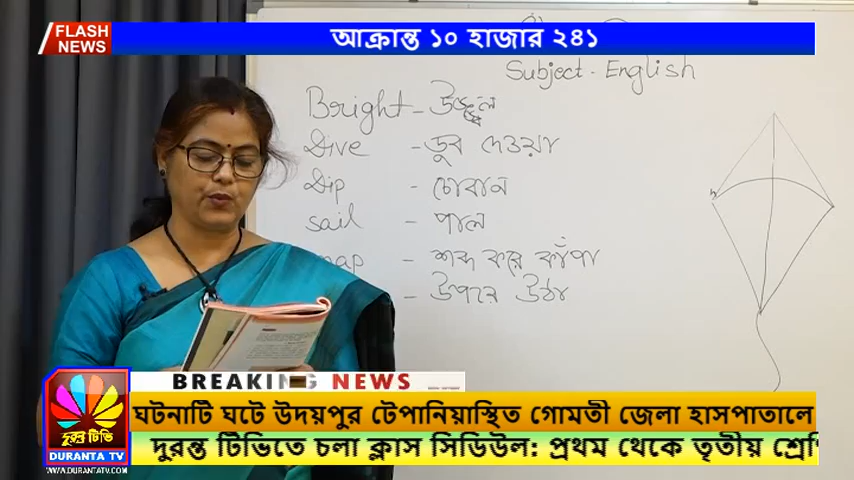 FLASH
NEWS
আক্রান্ত ১০ হাজার ২৪১
Subject - English
Bright - উজ্জ্বল
Dive - ডুব দেওয়া
Dip - চোবান
Sail - পাল
- শব্দ করে কাঁপা
- উপরে উঠা
BREAKING NEWS
ঘটনাটি ঘটে উদয়পুর টেপানিয়াস্থিত গোমতী জেলা হাসপাতালে
দুরন্ত টিভিতে চলা ক্লাস সিডিউল: প্রথম থেকে তৃতীয়
দুরন্ত টিভি
DURANTA TV
WWW.DURANTATV.COM